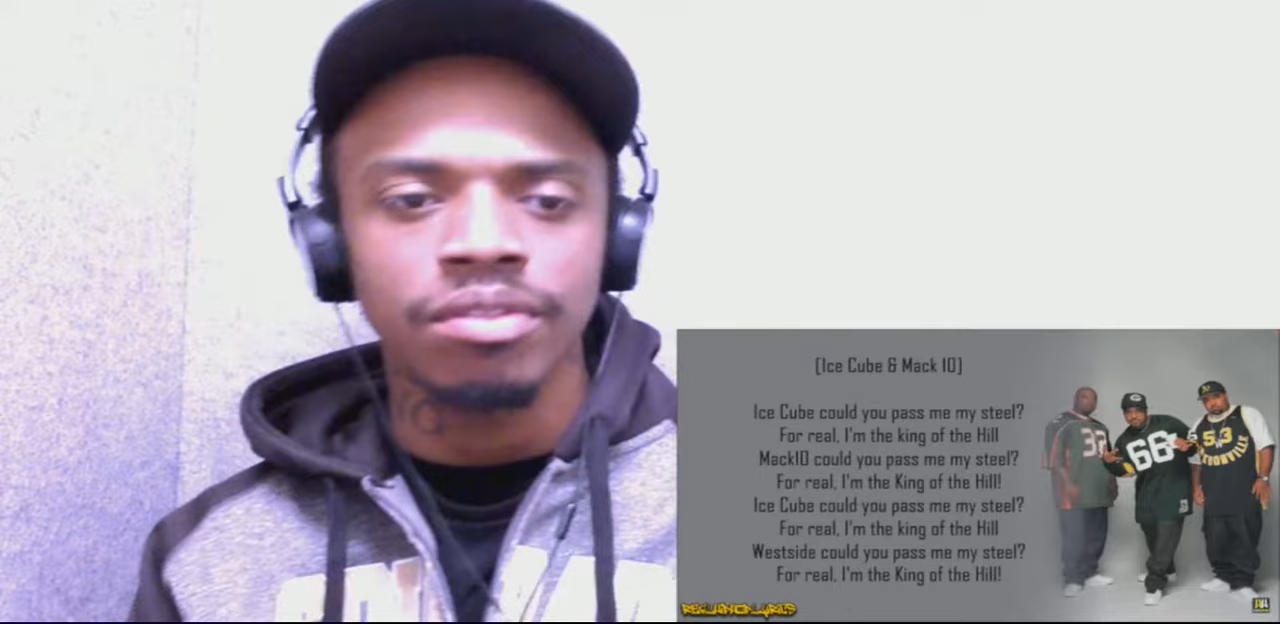 [Ice Cube & Mack 10]
Ice Cube could you pass me my steel?
For real, I'm the king of the Hill
Mack10 could you pass me my steel?
For real, I'm the King of the Hill!
Ice Cube could you pass me my steel?
For real, I'm the king of the Hill
Westside could you pass me my steel?
For real, I'm the King of the Hill!
32
66
53